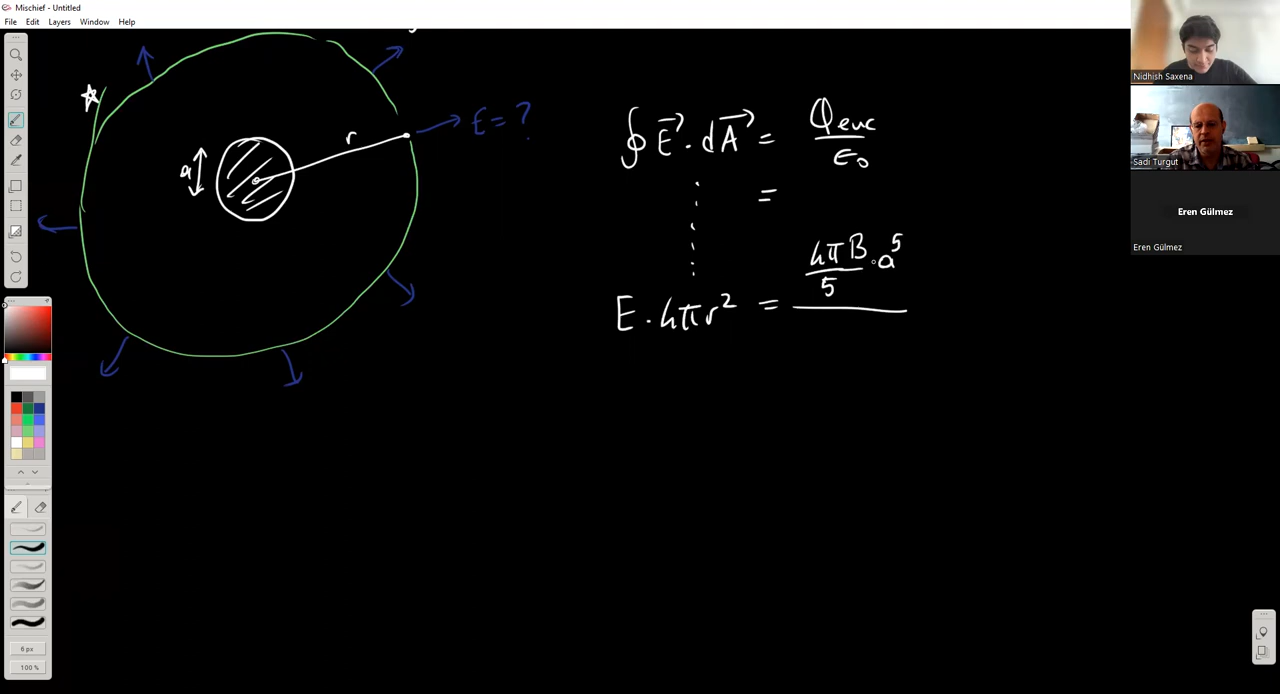 Mischief - Untitled
File Edit Layers Window Help
Nidhish Saxena
Sadi Turgut
Eren Gülmez
Eren Gülmez
a
r
E = ?
∮ E⃗ · dA⃗ = Qenc / ε₀
=
E · 4πr² = 4πB/5 · a⁵
6 px
100 %